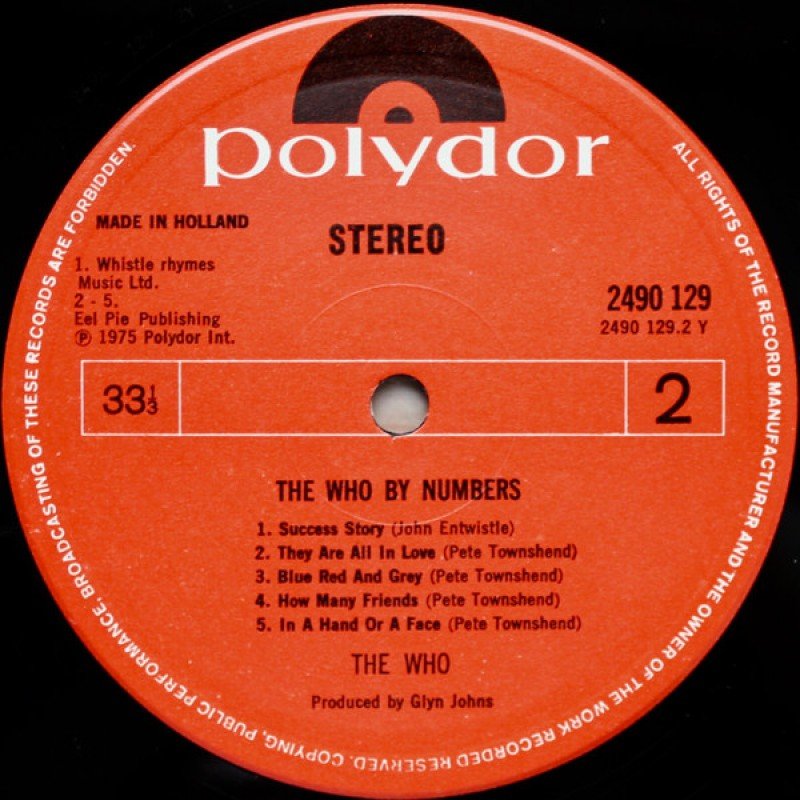 polydor
MADE IN HOLLAND
STEREO
1. Whistle rhymes
Music Ltd.
2 - 5.
Eel Pie Publishing
℗ 1975 Polydor Int.
2490 129
2490 129.2 Y
33⅓
2
THE WHO BY NUMBERS
1. Success Story (John Entwistle)
2. They Are All In Love (Pete Townshend)
3. Blue Red And Grey (Pete Townshend)
4. How Many Friends (Pete Townshend)
5. In A Hand Or A Face (Pete Townshend)
THE WHO
Produced by Glyn Johns
ALL RIGHTS OF THE RECORD MANUFACTURER AND THE OWNER OF THE WORK RECORDED RESERVED. COPYING, PUBLIC PERFORMANCE, BROADCASTING OF THESE RECORDS ARE FORBIDDEN.